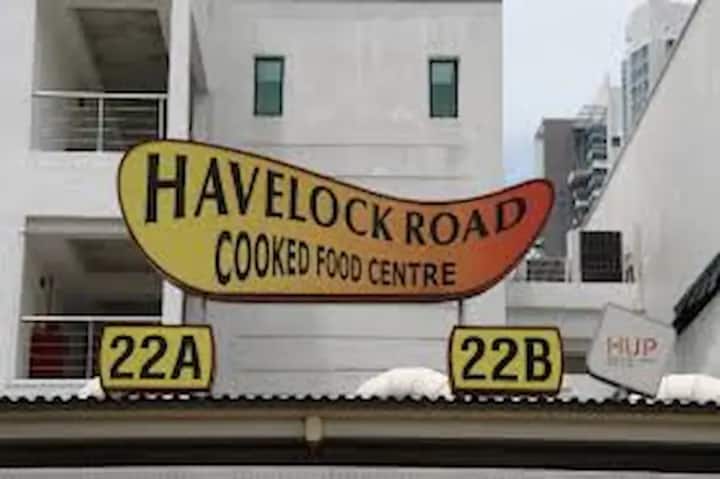 HAVELOCK ROAD
COOKED FOOD CENTRE
22A
22B
HUP